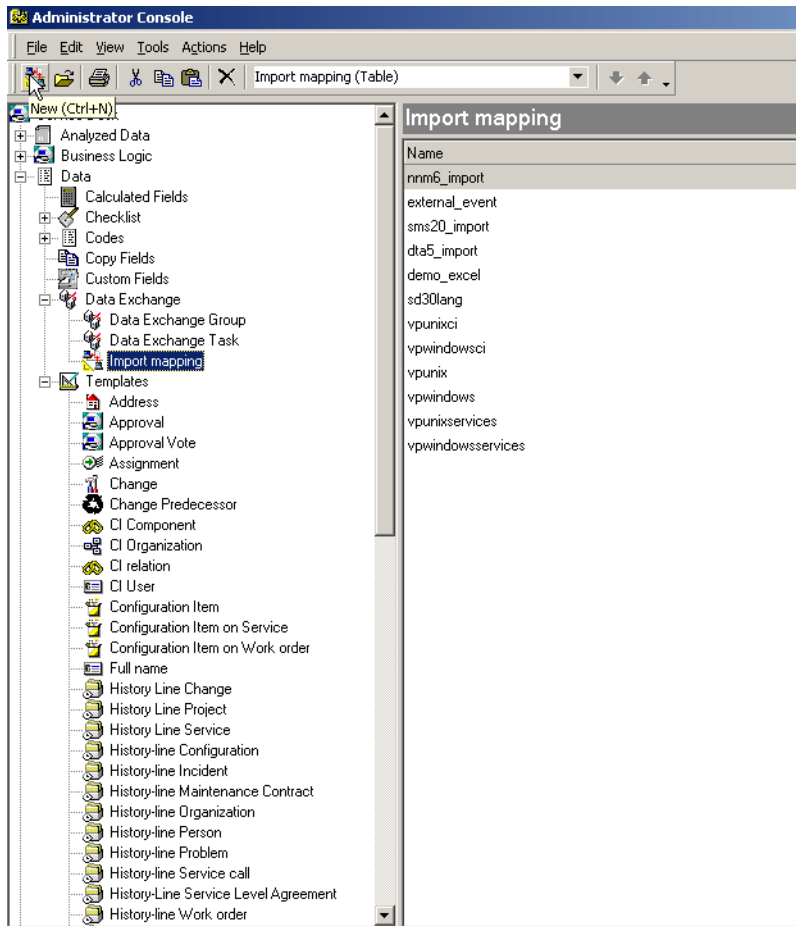 Administrator Console
File Edit View Tools Actions Help
Import mapping (Table)
New (Ctrl+N)
Analyzed Data
Business Logic
Data
Calculated Fields
Checklist
Codes
Copy Fields
Custom Fields
Data Exchange
Data Exchange Group
Data Exchange Task
Import mapping
Templates
Address
Approval
Approval Vote
Assignment
Change
Change Predecessor
CI Component
CI Organization
CI relation
CI User
Configuration Item
Configuration Item on Service
Configuration Item on Work order
Full name
History Line Change
History Line Project
History Line Service
History-line Configuration
History-line Incident
History-line Maintenance Contract
History-line Organization
History-line Person
History-line Problem
History-line Service call
History-Line Service Level Agreement
History-line Work order
Import mapping
Name
nnm6_import
external_event
sms20_import
dta5_import
demo_excel
sd30lang
vpunixci
vpwindowsci
vpunix
vpwindows
vpunixservices
vpwindowsservices